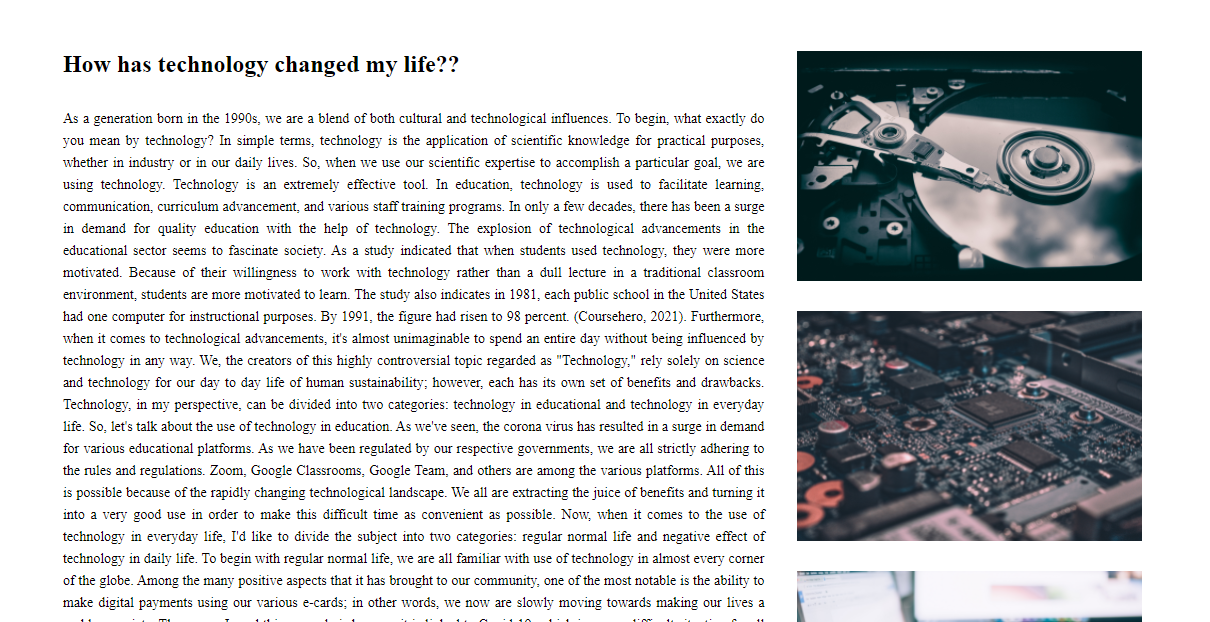 How has technology changed my life??
As a generation born in the 1990s, we are a blend of both cultural and technological influences. To begin, what exactly do
you mean by technology? In simple terms, technology is the application of scientific knowledge for practical purposes,
whether in industry or in our daily lives. So, when we use our scientific expertise to accomplish a particular goal, we are
using technology. Technology is an extremely effective tool. In education, technology is used to facilitate learning,
communication, curriculum advancement, and various staff training programs. In only a few decades, there has been a surge
in demand for quality education with the help of technology. The explosion of technological advancements in the
educational sector seems to fascinate society. As a study indicated that when students used technology, they were more
motivated. Because of their willingness to work with technology rather than a dull lecture in a traditional classroom
environment, students are more motivated to learn. The study also indicates in 1981, each public school in the United States
had one computer for instructional purposes. By 1991, the figure had risen to 98 percent. (Coursehero, 2021). Furthermore,
when it comes to technological advancements, it's almost unimaginable to spend an entire day without being influenced by
technology in any way. We, the creators of this highly controversial topic regarded as "Technology," rely solely on science
and technology for our day to day life of human sustainability; however, each has its own set of benefits and drawbacks.
Technology, in my perspective, can be divided into two categories: technology in educational and technology in everyday
life. So, let's talk about the use of technology in education. As we've seen, the corona virus has resulted in a surge in demand
for various educational platforms. As we have been regulated by our respective governments, we are all strictly adhering to
the rules and regulations. Zoom, Google Classrooms, Google Team, and others are among the various platforms. All of this
is possible because of the rapidly changing technological landscape. We all are extracting the juice of benefits and turning it
into a very good use in order to make this difficult time as convenient as possible. Now, when it comes to the use of
technology in everyday life, I'd like to divide the subject into two categories: regular normal life and negative effect of
technology in daily life. To begin with regular normal life, we are all familiar with use of technology in almost every corner
of the globe. Among the many positive aspects that it has brought to our community, one of the most notable is the ability to
make digital payments using our various e-cards; in other words, we now are slowly moving towards making our lives a